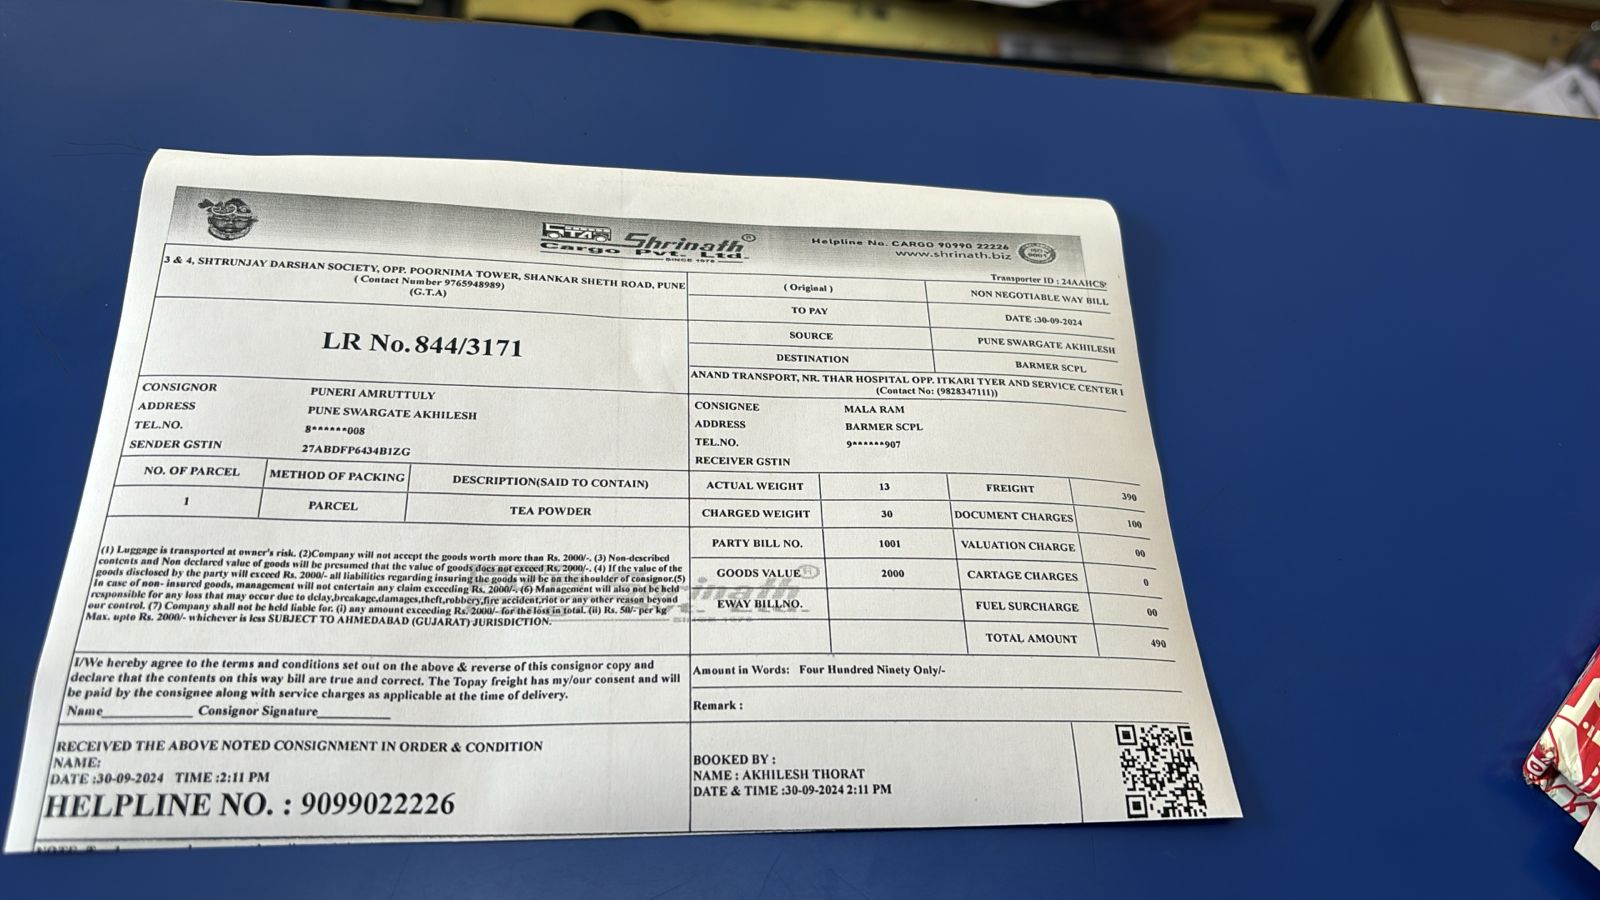 STA Shrinath®
Cargo Pvt. Ltd.
SINCE 1975
Helpline No. CARGO 90990 22226
www.shrinath.biz
Transporter ID : 24AAHCS
3 & 4, SHTRUNJAY DARSHAN SOCIETY, OPP. POORNIMA TOWER, SHANKAR SHETH ROAD, PUNE
( Contact Number 9765948989)
(G.T.A)
( Original )
NON NEGOTIABLE WAY BILL
TO PAY
DATE :30-09-2024
LR No. 844/3171
SOURCE
PUNE SWARGATE AKHILESH
DESTINATION
BARMER SCPL
ANAND TRANSPORT, NR. THAR HOSPITAL OPP. ITKARI TYER AND SERVICE CENTER
(Contact No: (9828347111))
CONSIGNOR PUNERI AMRUTTULY
ADDRESS PUNE SWARGATE AKHILESH
TEL.NO. 8******008
SENDER GSTIN 27ABDFP6434B1ZG
CONSIGNEE MALA RAM
ADDRESS BARMER SCPL
TEL.NO. 9******907
RECEIVER GSTIN
NO. OF PARCEL METHOD OF PACKING DESCRIPTION(SAID TO CONTAIN)
1 PARCEL TEA POWDER
ACTUAL WEIGHT 13 FREIGHT 390
CHARGED WEIGHT 30 DOCUMENT CHARGES 100
PARTY BILL NO. 1001 VALUATION CHARGE 00
GOODS VALUE 2000 CARTAGE CHARGES 0
EWAY BILLNO. FUEL SURCHARGE 00
TOTAL AMOUNT 490
(1) Luggage is transported at owner's risk. (2)Company will not accept the goods worth more than Rs. 2000/-. (3) Non-described
contents and Non declared value of goods will be presumed that the value of goods does not exceed Rs. 2000/-. (4) If the value of the
goods disclosed by the party will exceed Rs. 2000/- all liabilities regarding insuring the goods will be on the shoulder of consignor.(5)
In case of non- insured goods, management will not entertain any claim exceeding Rs. 2000/-. (6) Management will also not be held
responsible for any loss that may occur due to delay,breakage,damages,theft,robbery,fire accident,riot or any other reason beyond
our control. (7) Company shall not be held liable for. (i) any amount exceeding Rs. 2000/- for the loss in total. (ii) Rs. 50/- per kg
Max. upto Rs. 2000/- whichever is less SUBJECT TO AHMEDABAD (GUJARAT) JURISDICTION.
I/We hereby agree to the terms and conditions set out on the above & reverse of this consignor copy and
declare that the contents on this way bill are true and correct. The Topay freight has my/our consent and will
be paid by the consignee along with service charges as applicable at the time of delivery.
Name____________ Consignor Signature__________
Amount in Words: Four Hundred Ninety Only/-
Remark :
RECEIVED THE ABOVE NOTED CONSIGNMENT IN ORDER & CONDITION
NAME:
DATE :30-09-2024 TIME :2:11 PM
HELPLINE NO. : 9099022226
BOOKED BY :
NAME : AKHILESH THORAT
DATE & TIME :30-09-2024 2:11 PM